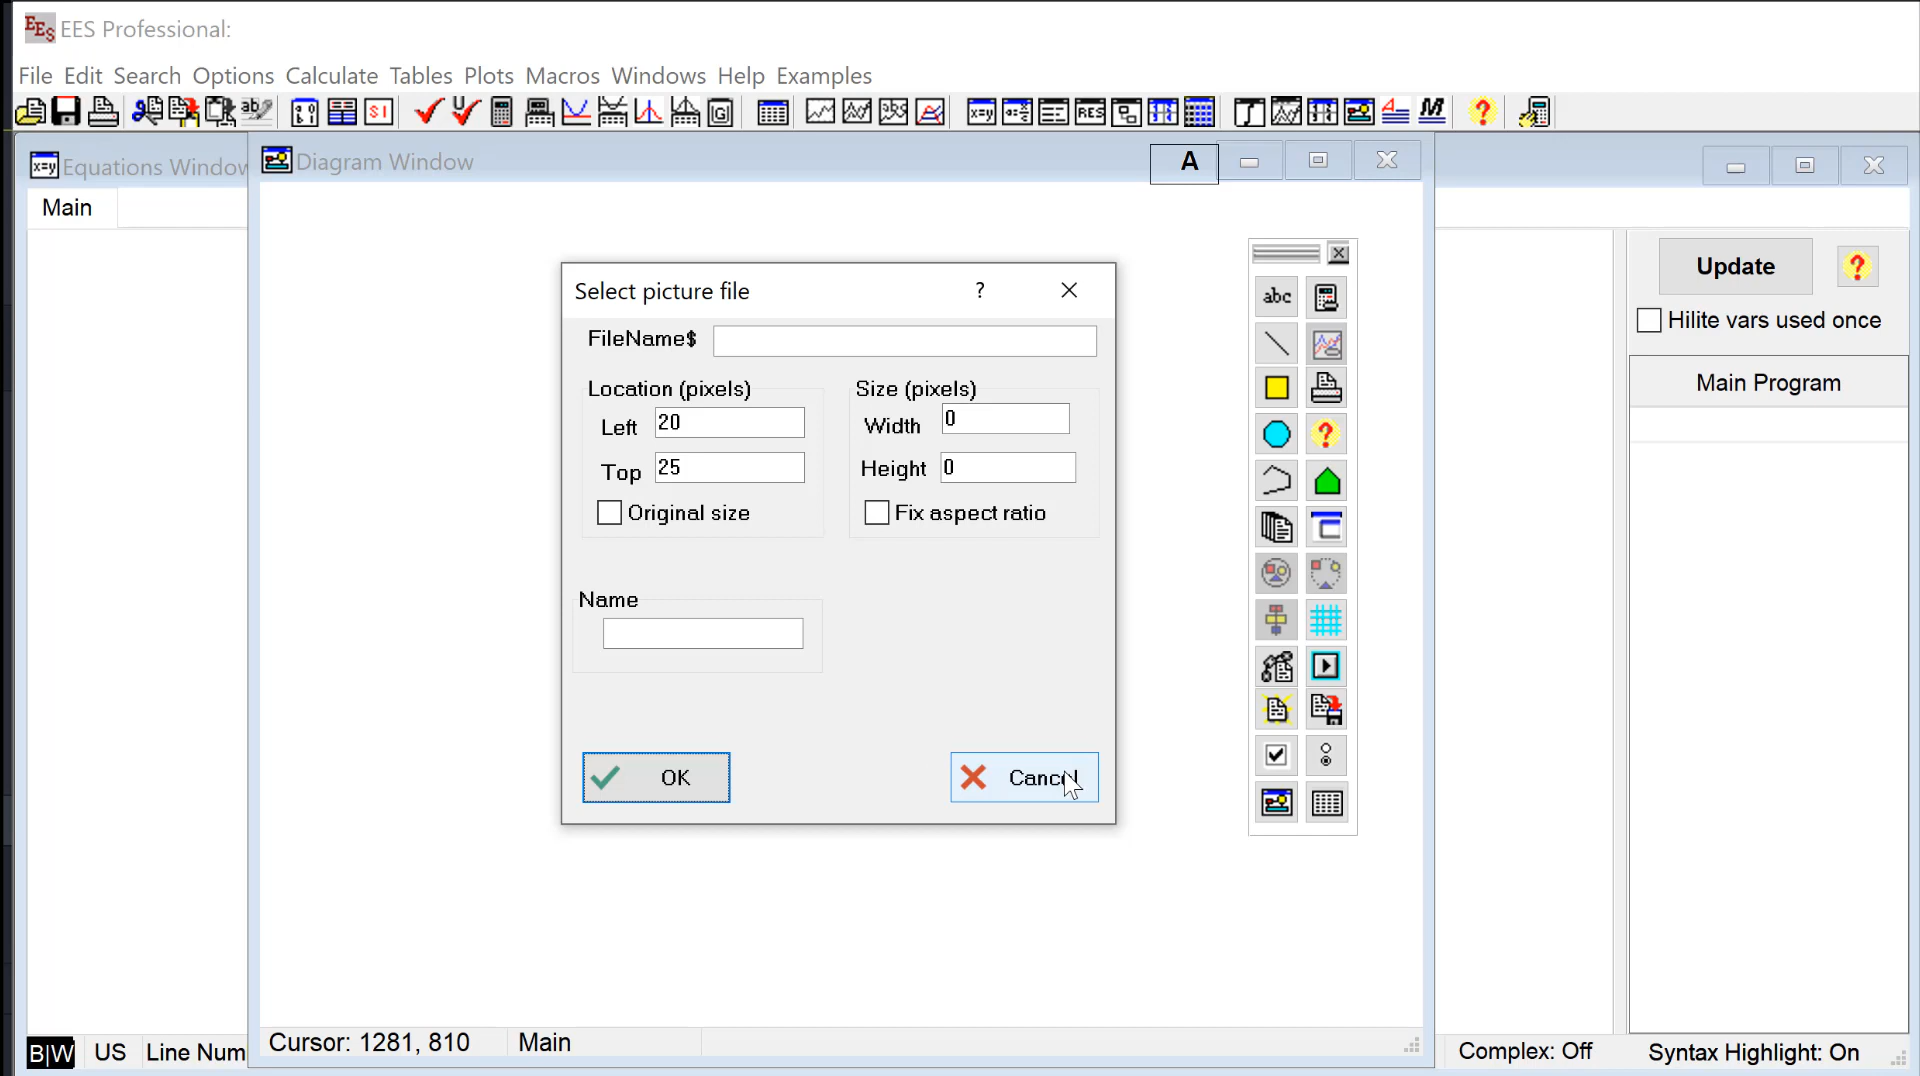 EES Professional:
File Edit Search Options Calculate Tables Plots Macros Windows Help Examples
Equations Window
Diagram Window
A
Main
Update
?
Hilite vars used once
Main Program
Select picture file
?
FileName$
Location (pixels)
Size (pixels)
Left 20
Width 0
Top 25
Height 0
Original size
Fix aspect ratio
Name
OK
Cancel
abc
?
B|W US Line Num
Cursor: 1281, 810 Main
Complex: Off Syntax Highlight: On